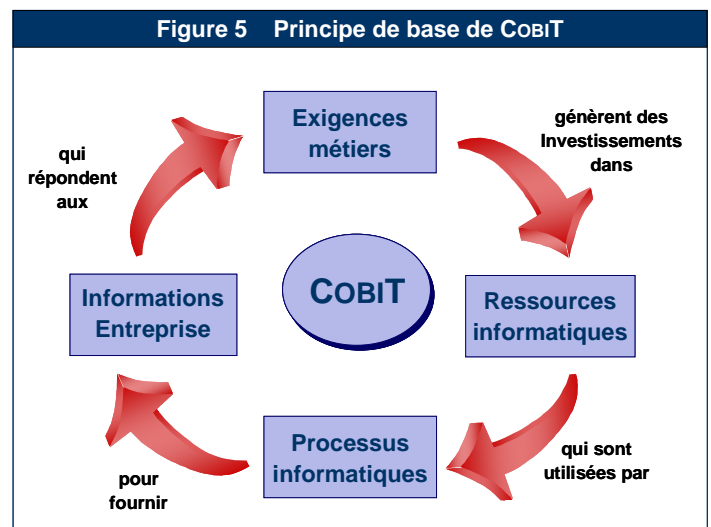 Figure 5 Principe de base de COBIT
Exigences
métiers
génèrent des
Investissements
dans
qui
répondent
aux
COBIT
Informations
Entreprise
Ressources
informatiques
Processus
informatiques
qui sont
utilisées par
pour
fournir